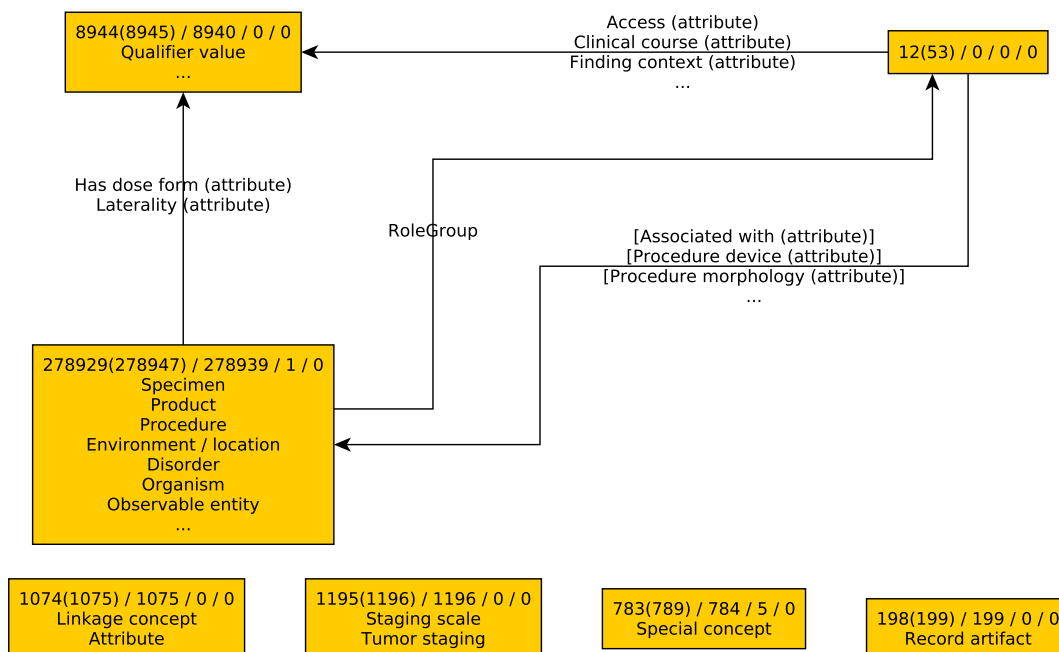 8944(8945) / 8940 / 0 / 0
Qualifier value
...
Access (attribute)
Clinical course (attribute)
Finding context (attribute)
...
12(53) / 0 / 0 / 0
Has dose form (attribute)
Laterality (attribute)
RoleGroup
[Associated with (attribute)]
[Procedure device (attribute)]
[Procedure morphology (attribute)]
...
278929(278947) / 278939 / 1 / 0
Specimen
Product
Procedure
Environment / location
Disorder
Organism
Observable entity
...
1074(1075) / 1075 / 0 / 0
Linkage concept
Attribute
1195(1196) / 1196 / 0 / 0
Staging scale
Tumor staging
783(789) / 784 / 5 / 0
Special concept
198(199) / 199 / 0 / 0
Record artifact